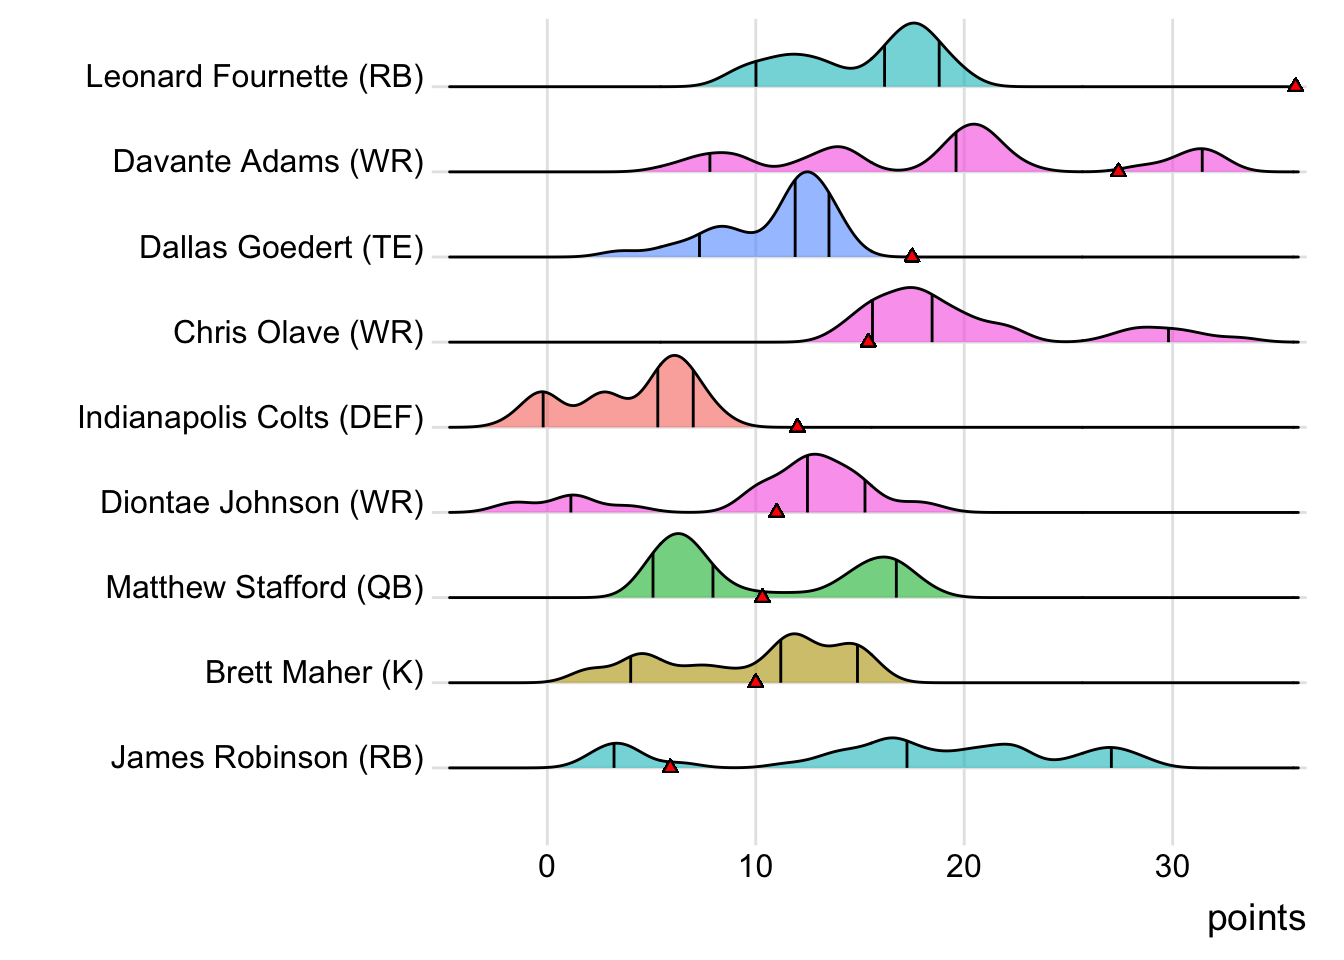 Leonard Fournette (RB)
Davante Adams (WR)
Dallas Goedert (TE)
Chris Olave (WR)
Indianapolis Colts (DEF)
Diontae Johnson (WR)
Matthew Stafford (QB)
Brett Maher (K)
James Robinson (RB)
0 10 20 30
points